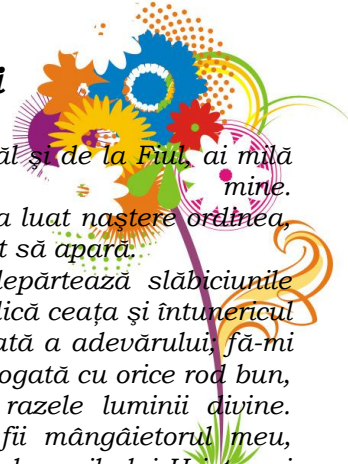 i
ăl şi de la Fiul, ai milă
mine.
a luat naştere ordinea,
t să apară.
depărtează slăbiciunile
dică ceaţa şi întunericul
ată a adevărului; fă-mi
ogată cu orice rod bun,
razele luminii divine.
fii mângâietorul meu,